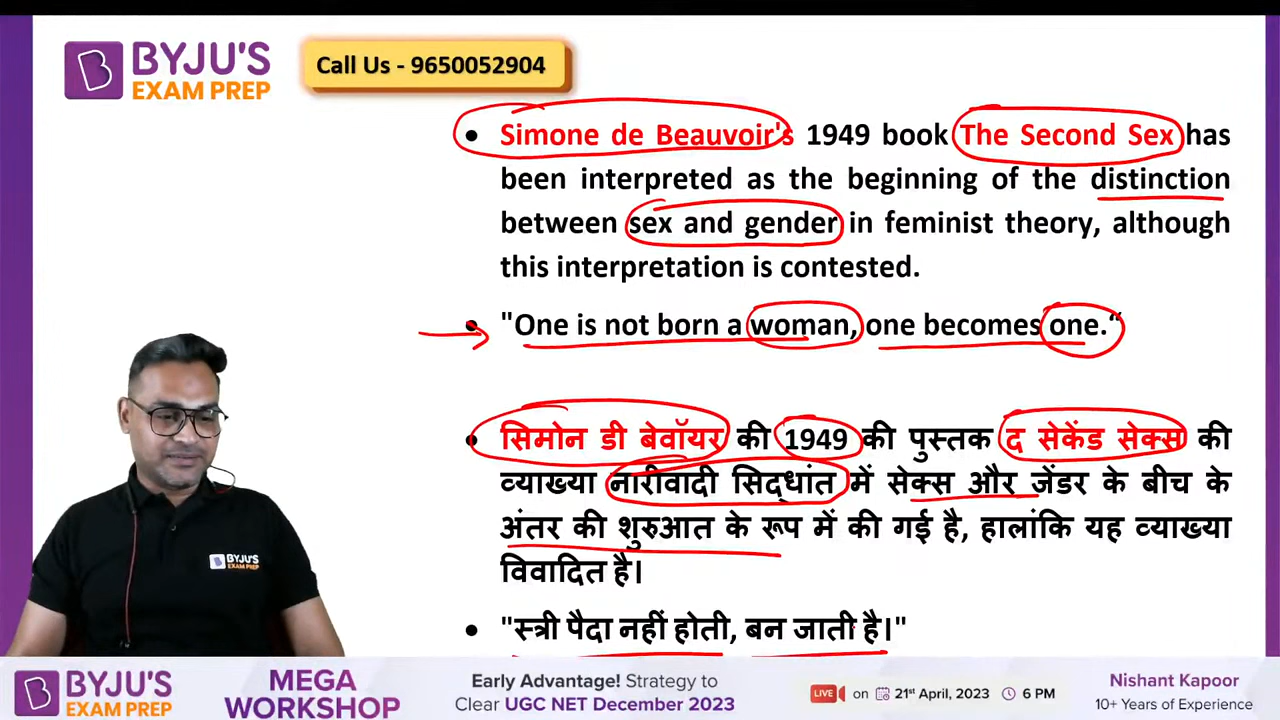 BYJU'S
EXAM PREP
Call Us - 9650052904
• Simone de Beauvoir's 1949 book The Second Sex has
been interpreted as the beginning of the distinction
between sex and gender in feminist theory, although
this interpretation is contested.
• "One is not born a woman, one becomes one.“
• सिमोन डी बेवॉयर की 1949 की पुस्तक द सेकेंड सेक्स की
व्याख्या नारीवादी सिद्धांत में सेक्स और जेंडर के बीच के
अंतर की शुरुआत के रूप में की गई है, हालांकि यह व्याख्या
विवादित है।
• "स्त्री पैदा नहीं होती, बन जाती है।"
BYJU'S
EXAM PREP
BYJU'S
EXAM PREP
MEGA
WORKSHOP
Early Advantage! Strategy to
Clear UGC NET December 2023
LIVE on 21st April, 2023 6 PM
Nishant Kapoor
10+ Years of Experience